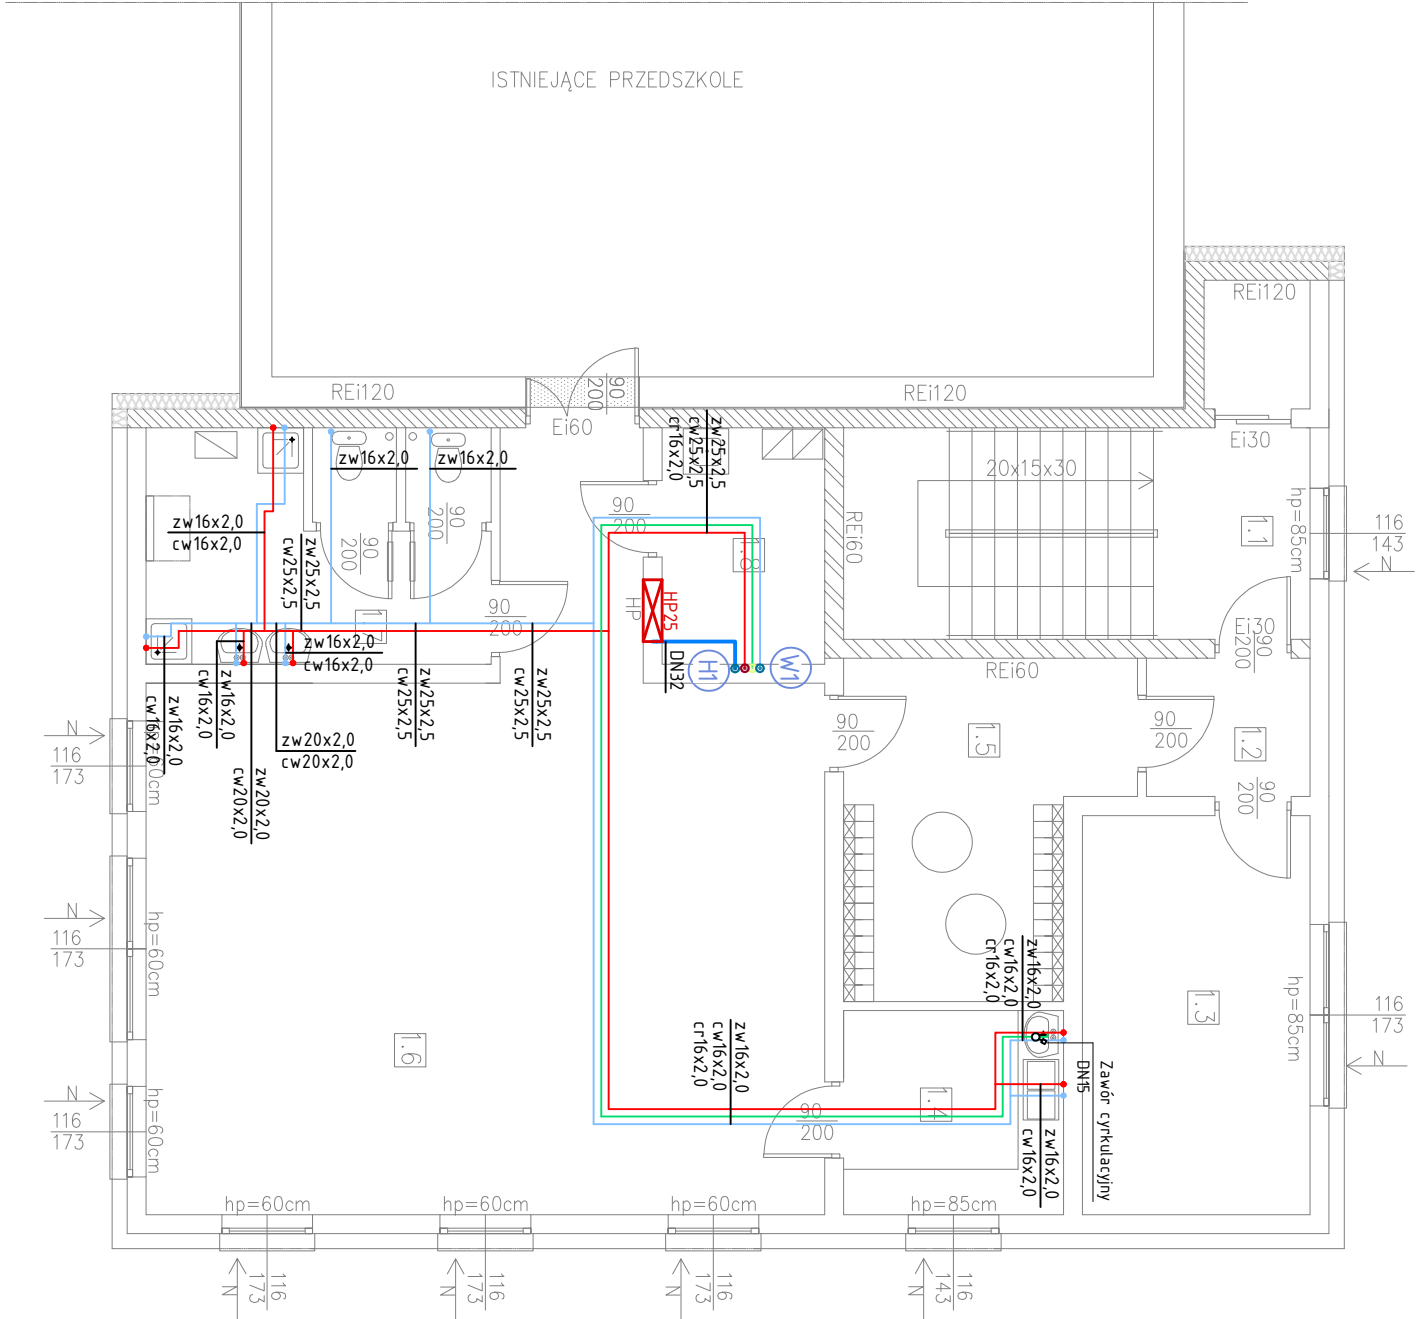 ISTNIEJĄCE PRZEDSZKOLE
REi120
REi120
REi120
90
200
Ei60
Ei30
20x15x30
1.1
hp=85cm
116
143
N
zw25x2,5
cw25x2,5
cr16x2,0
zw16x2,0
zw16x2,0
zw16x2,0
cw16x2,0
90
200
90
200
90
200
REi60
1.8
zw25x2,5
cw25x2,5
HP
HP25
90
200
Ei30
90
200
zw16x2,0
cw16x2,0
REi60
DN32
H1
W1
zw16x2,0
cw16x2,0
zw16x2,0
cw16x2,0
zw25x2,5
cw25x2,5
zw25x2,5
cw25x2,5
zw20x2,0
cw20x2,0
zw20x2,0
cw20x2,0
90
200
1.5
90
200
1.2
90
200
N
116
173
hp=60cm
N
116
173
hp=60cm
N
116
173
hp=60cm
1.6
zw16x2,0
cw16x2,0
cr16x2,0
zw16x2,0
cw16x2,0
cr16x2,0
1.3
hp=85cm
116
173
N
Zawór cyrkulacyjny
DN15
1.4
90
200
zw16x2,0
cw16x2,0
hp=60cm
hp=60cm
hp=60cm
hp=85cm
116
173
N
116
173
N
116
173
N
116
143
N